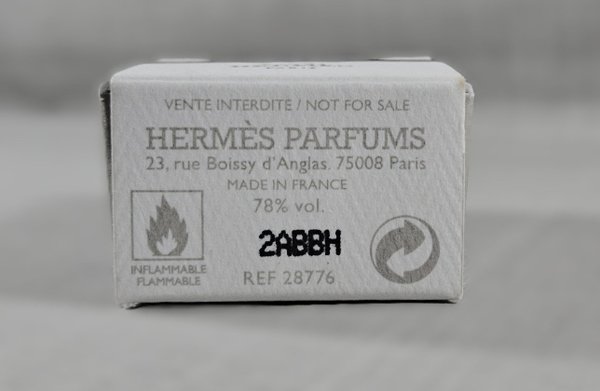 VENTE INTERDITE / NOT FOR SALE
HERMÈS PARFUMS
23, rue Boissy d'Anglas. 75008 Paris
MADE IN FRANCE
78% vol.
2ABBH
INFLAMMABLE
FLAMMABLE
REF 28776